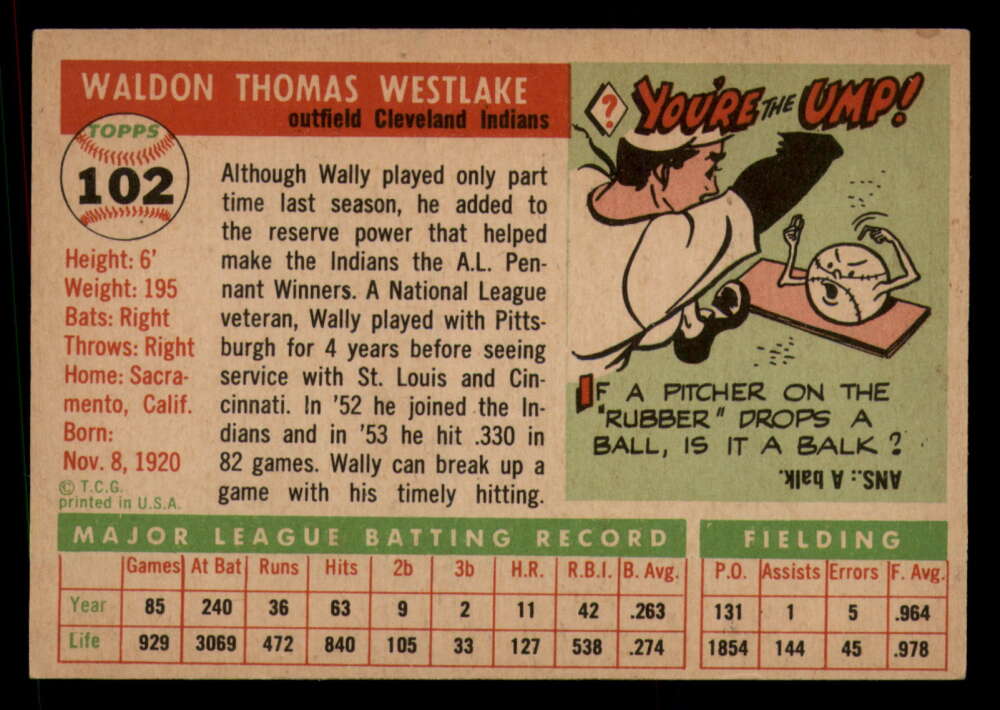 WALDON THOMAS WESTLAKE
outfield Cleveland Indians
TOPPS
102
Height: 6'
Weight: 195
Bats: Right
Throws: Right
Home: Sacra-
mento, Calif.
Born:
Nov. 8, 1920
© T.C.G.
printed in U.S.A.
Although Wally played only part
time last season, he added to
the reserve power that helped
make the Indians the A.L. Pen-
nant Winners. A National League
veteran, Wally played with Pitts-
burgh for 4 years before seeing
service with St. Louis and Cin-
cinnati. In '52 he joined the In-
dians and in '53 he hit .330 in
82 games. Wally can break up a
game with his timely hitting.
? YOU'RE THE UMP!
IF A PITCHER ON THE
"RUBBER" DROPS A
BALL, IS IT A BALK?
ANS.: A balk.
MAJOR LEAGUE BATTING RECORD
Games At Bat Runs Hits 2b 3b H.R. R.B.I. B. Avg.
Year 85 240 36 63 9 2 11 42 .263
Life 929 3069 472 840 105 33 127 538 .274
FIELDING
P.O. Assists Errors F. Avg.
131 1 5 .964
1854 144 45 .978